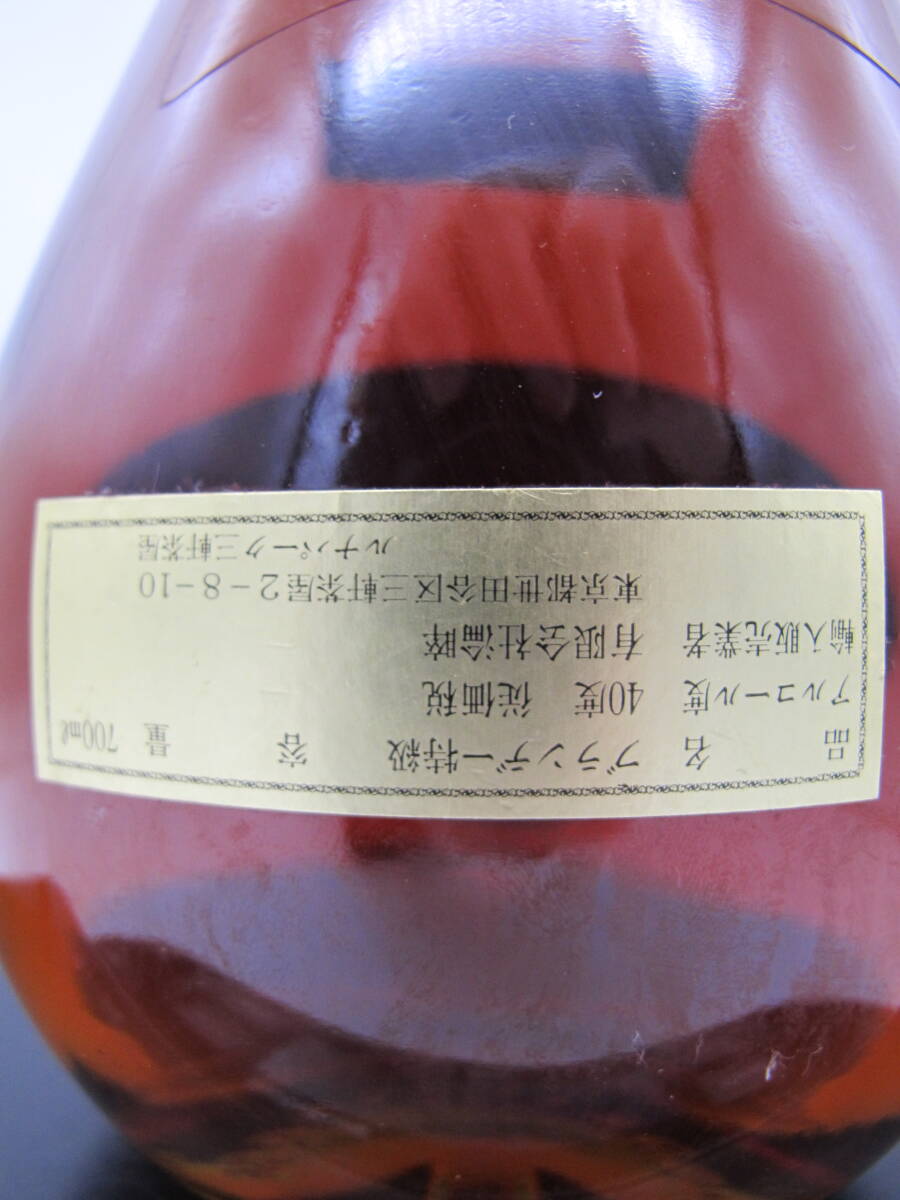 品名 ブランデー特級 容量 700mℓ
アルコール度 40度 従価税
輸入販売業者 有限会社瀹晬
東京都世田谷区三軒茶屋2-8-10
ルナパーク三軒茶屋